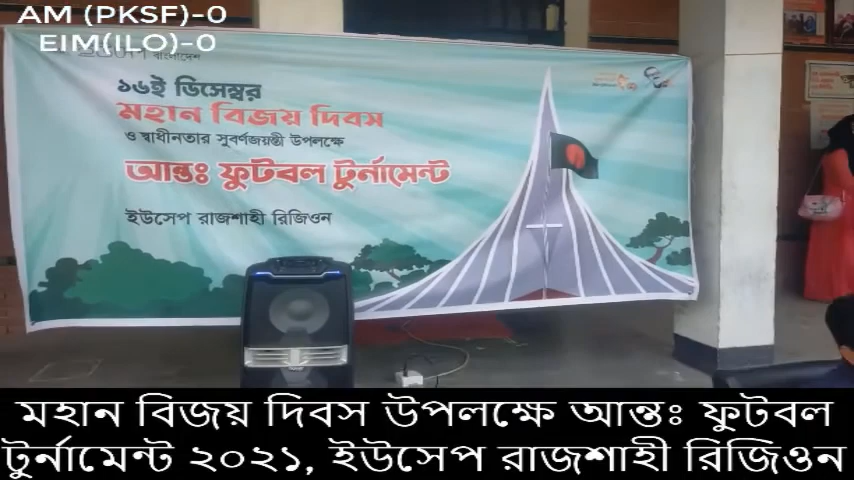 AM (PKSF)-0
EIM(ILO)-0
বাংলাদেশ
১৬ই ডিসেম্বর
মহান বিজয় দিবস
ও স্বাধীনতার সুবর্ণজয়ন্তী উপলক্ষে
আন্তঃ ফুটবল টুর্নামেন্ট
ইউসেপ রাজশাহী রিজিওন
মহান বিজয় দিবস উপলক্ষে আন্তঃ ফুটবল
টুর্নামেন্ট ২০২১, ইউসেপ রাজশাহী রিজিওন